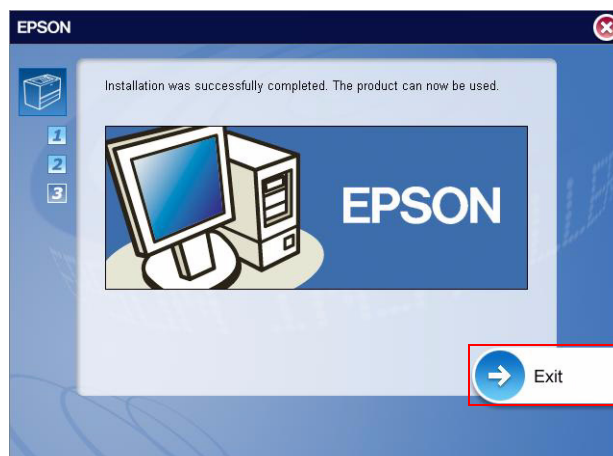 EPSON
Installation was successfully completed. The product can now be used.
1
2
3
EPSON
Exit